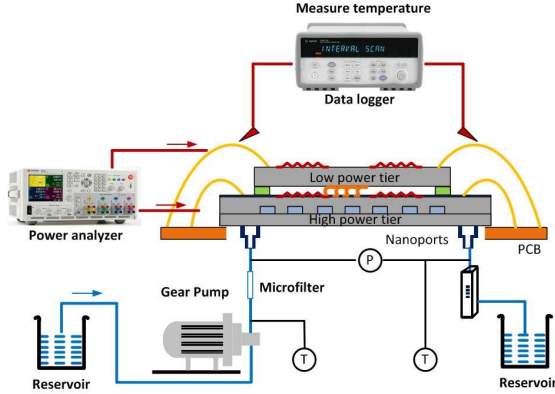 Measure temperature
INTERVAL SCAN
Data logger
Low power tier
High power tier
Power analyzer
Nanoports
PCB
P
Gear Pump
Microfilter
T
T
Reservoir
Reservoir